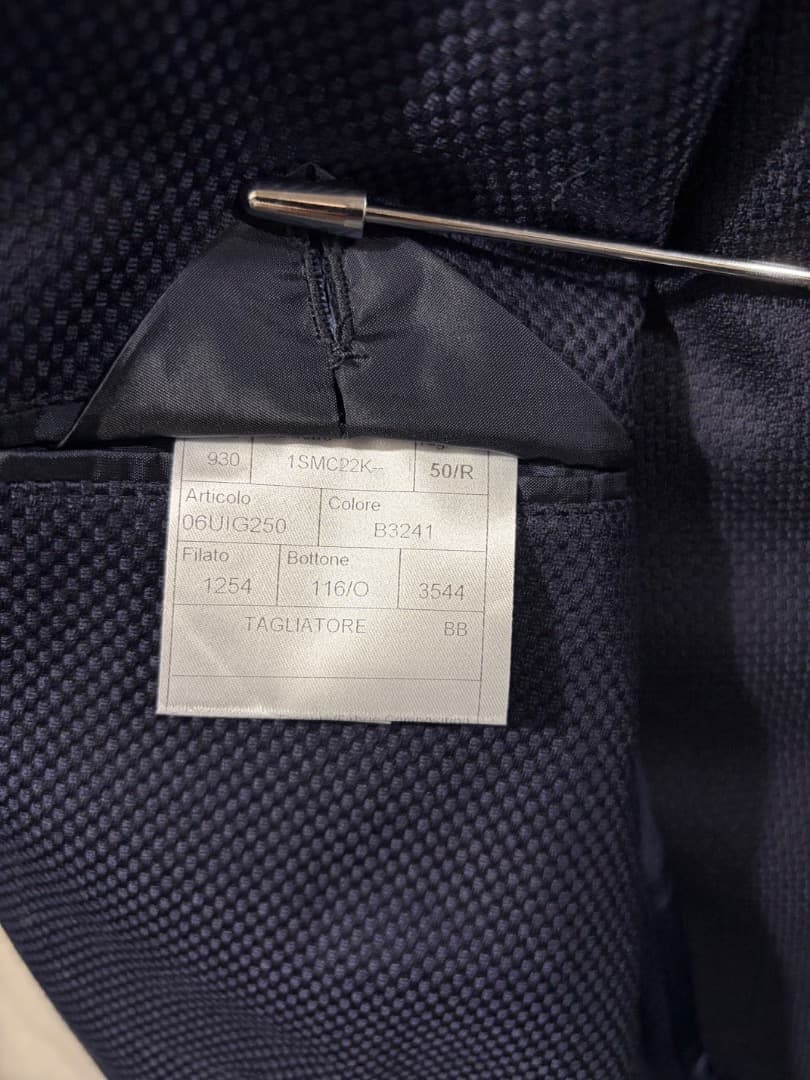 930 1SMC22K-- 50/R
Articolo Colore
06UIG250 B3241
Filato Bottone
1254 116/O 3544
TAGLIATORE BB